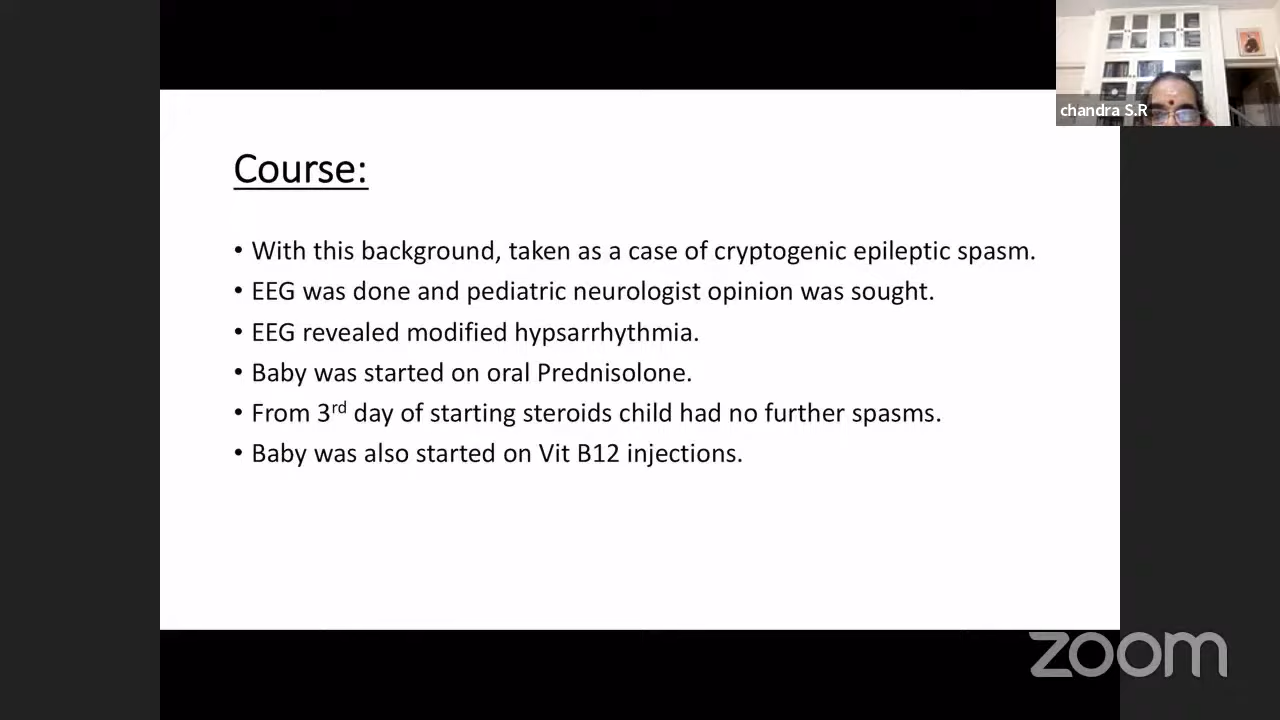 chandra S.R
Course:
• With this background, taken as a case of cryptogenic epileptic spasm.
• EEG was done and pediatric neurologist opinion was sought.
• EEG revealed modified hypsarrhythmia.
• Baby was started on oral Prednisolone.
• From 3rd day of starting steroids child had no further spasms.
• Baby was also started on Vit B12 injections.
zoom